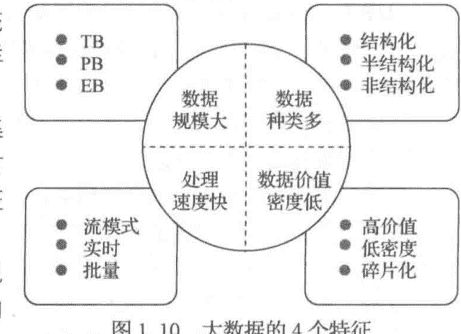 TB
PB
EB
结构化
半结构化
非结构化
数据
规模大
数据
种类多
处理
速度快
数据价值
密度低
流模式
实时
批量
高价值
低密度
碎片化
图 1.10 大数据的 4 个特征